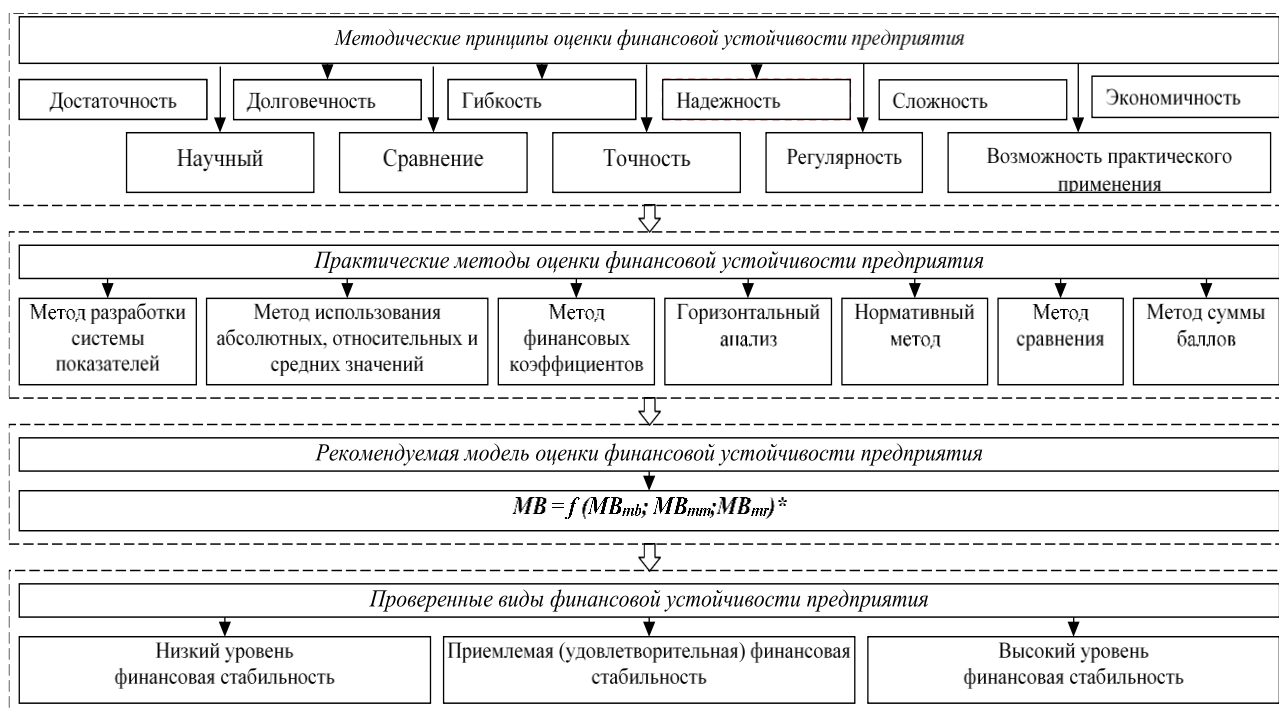 Методические принципы оценки финансовой устойчивости предприятия
Достаточность
Долговечность
Гибкость
Надежность
Сложность
Экономичность
Научный
Сравнение
Точность
Регулярность
Возможность практического
применения
Практические методы оценки финансовой устойчивости предприятия
Метод разработки
системы
показателей
Метод использования
абсолютных, относительных и
средних значений
Метод
финансовых
коэффициентов
Горизонтальный
анализ
Нормативный
метод
Метод
сравнения
Метод суммы
баллов
Рекомендуемая модель оценки финансовой устойчивости предприятия
MB = f (MBmb; MBmm;MBmr)*
Проверенные виды финансовой устойчивости предприятия
Низкий уровень
финансовая стабильность
Приемлемая (удовлетворительная) финансовая
стабильность
Высокий уровень
финансовая стабильность